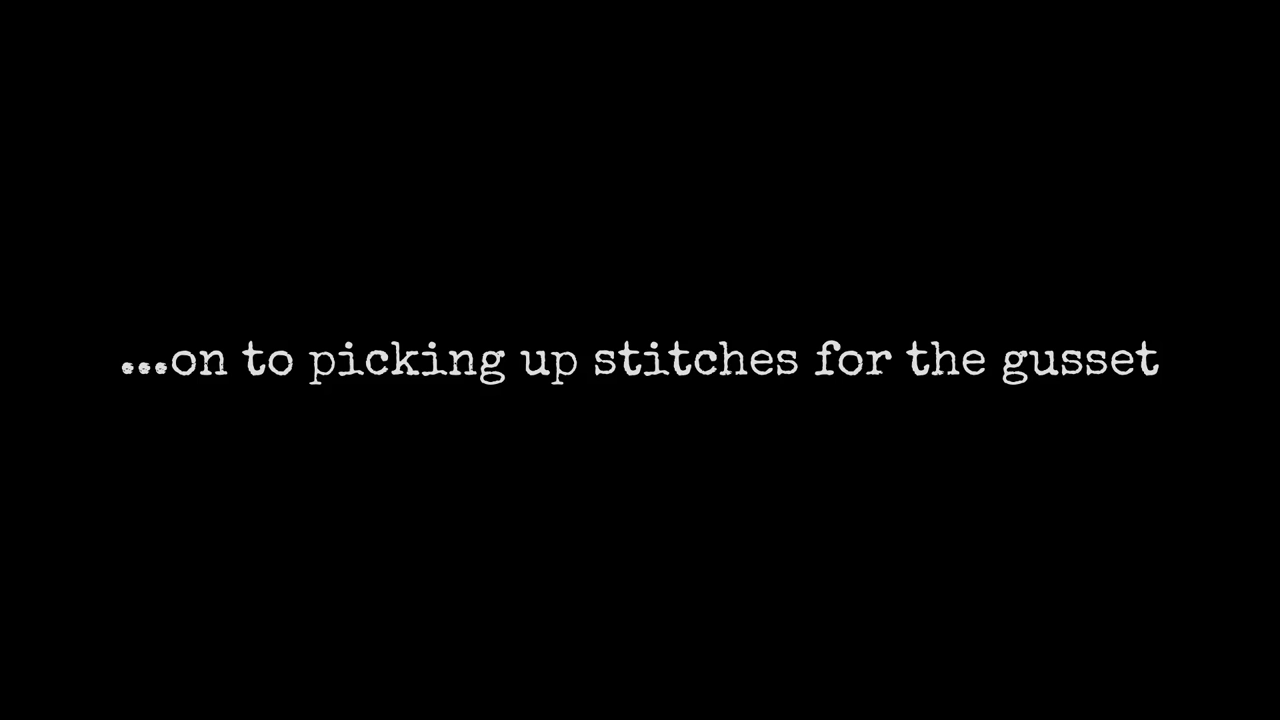 ...on to picking up stitches for the gusset